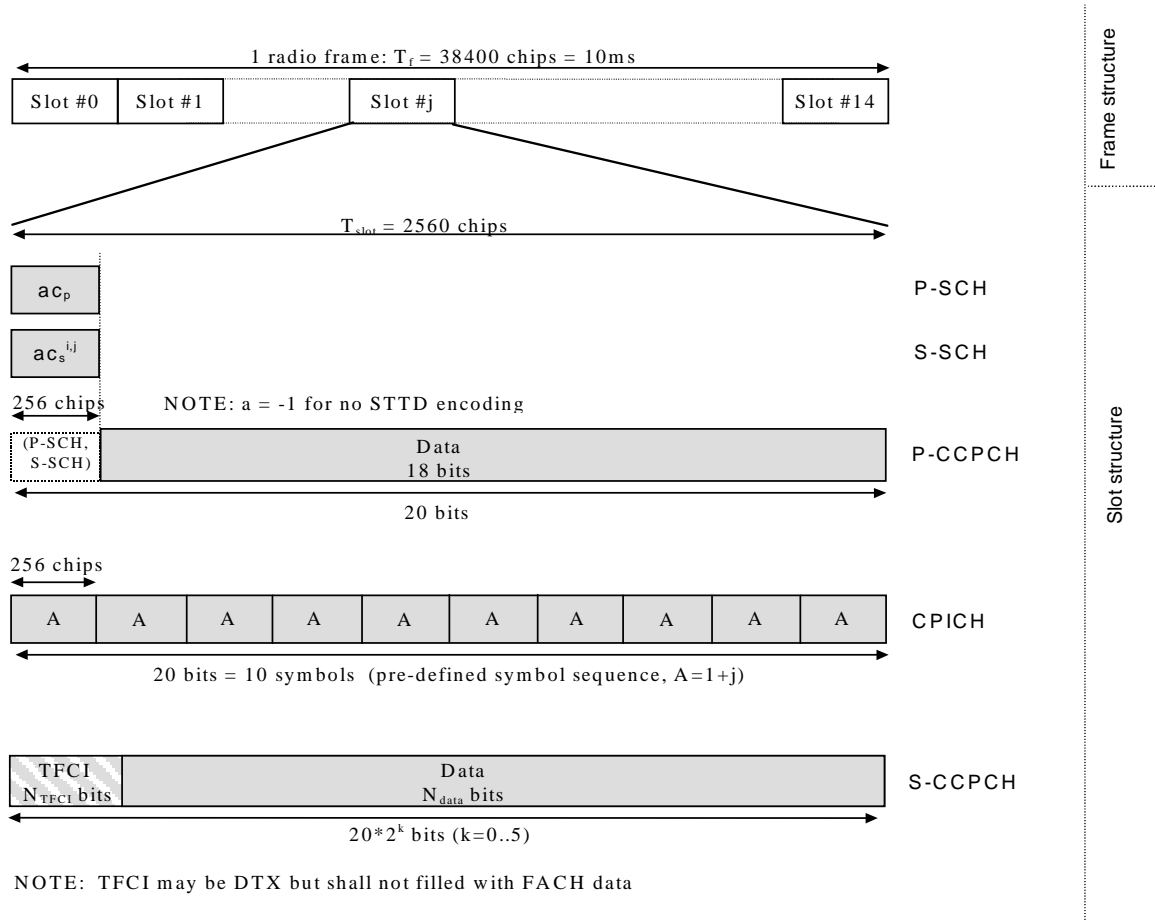 1 radio frame: Tf = 38400 chips = 10ms
Slot #0 Slot #1 Slot #j Slot #14
Frame structure
Tslot = 2560 chips
acp P-SCH
acs i,j S-SCH
256 chips NOTE: a = -1 for no STTD encoding
(P-SCH,
S-SCH)
Data
18 bits
P-CCPCH
20 bits
Slot structure
256 chips
A A A A A A A A A A CPICH
20 bits = 10 symbols (pre-defined symbol sequence, A=1+j)
TFCI
NTFCI bits
Data
Ndata bits
S-CCPCH
20*2k bits (k=0..5)
NOTE: TFCI may be DTX but shall not filled with FACH data